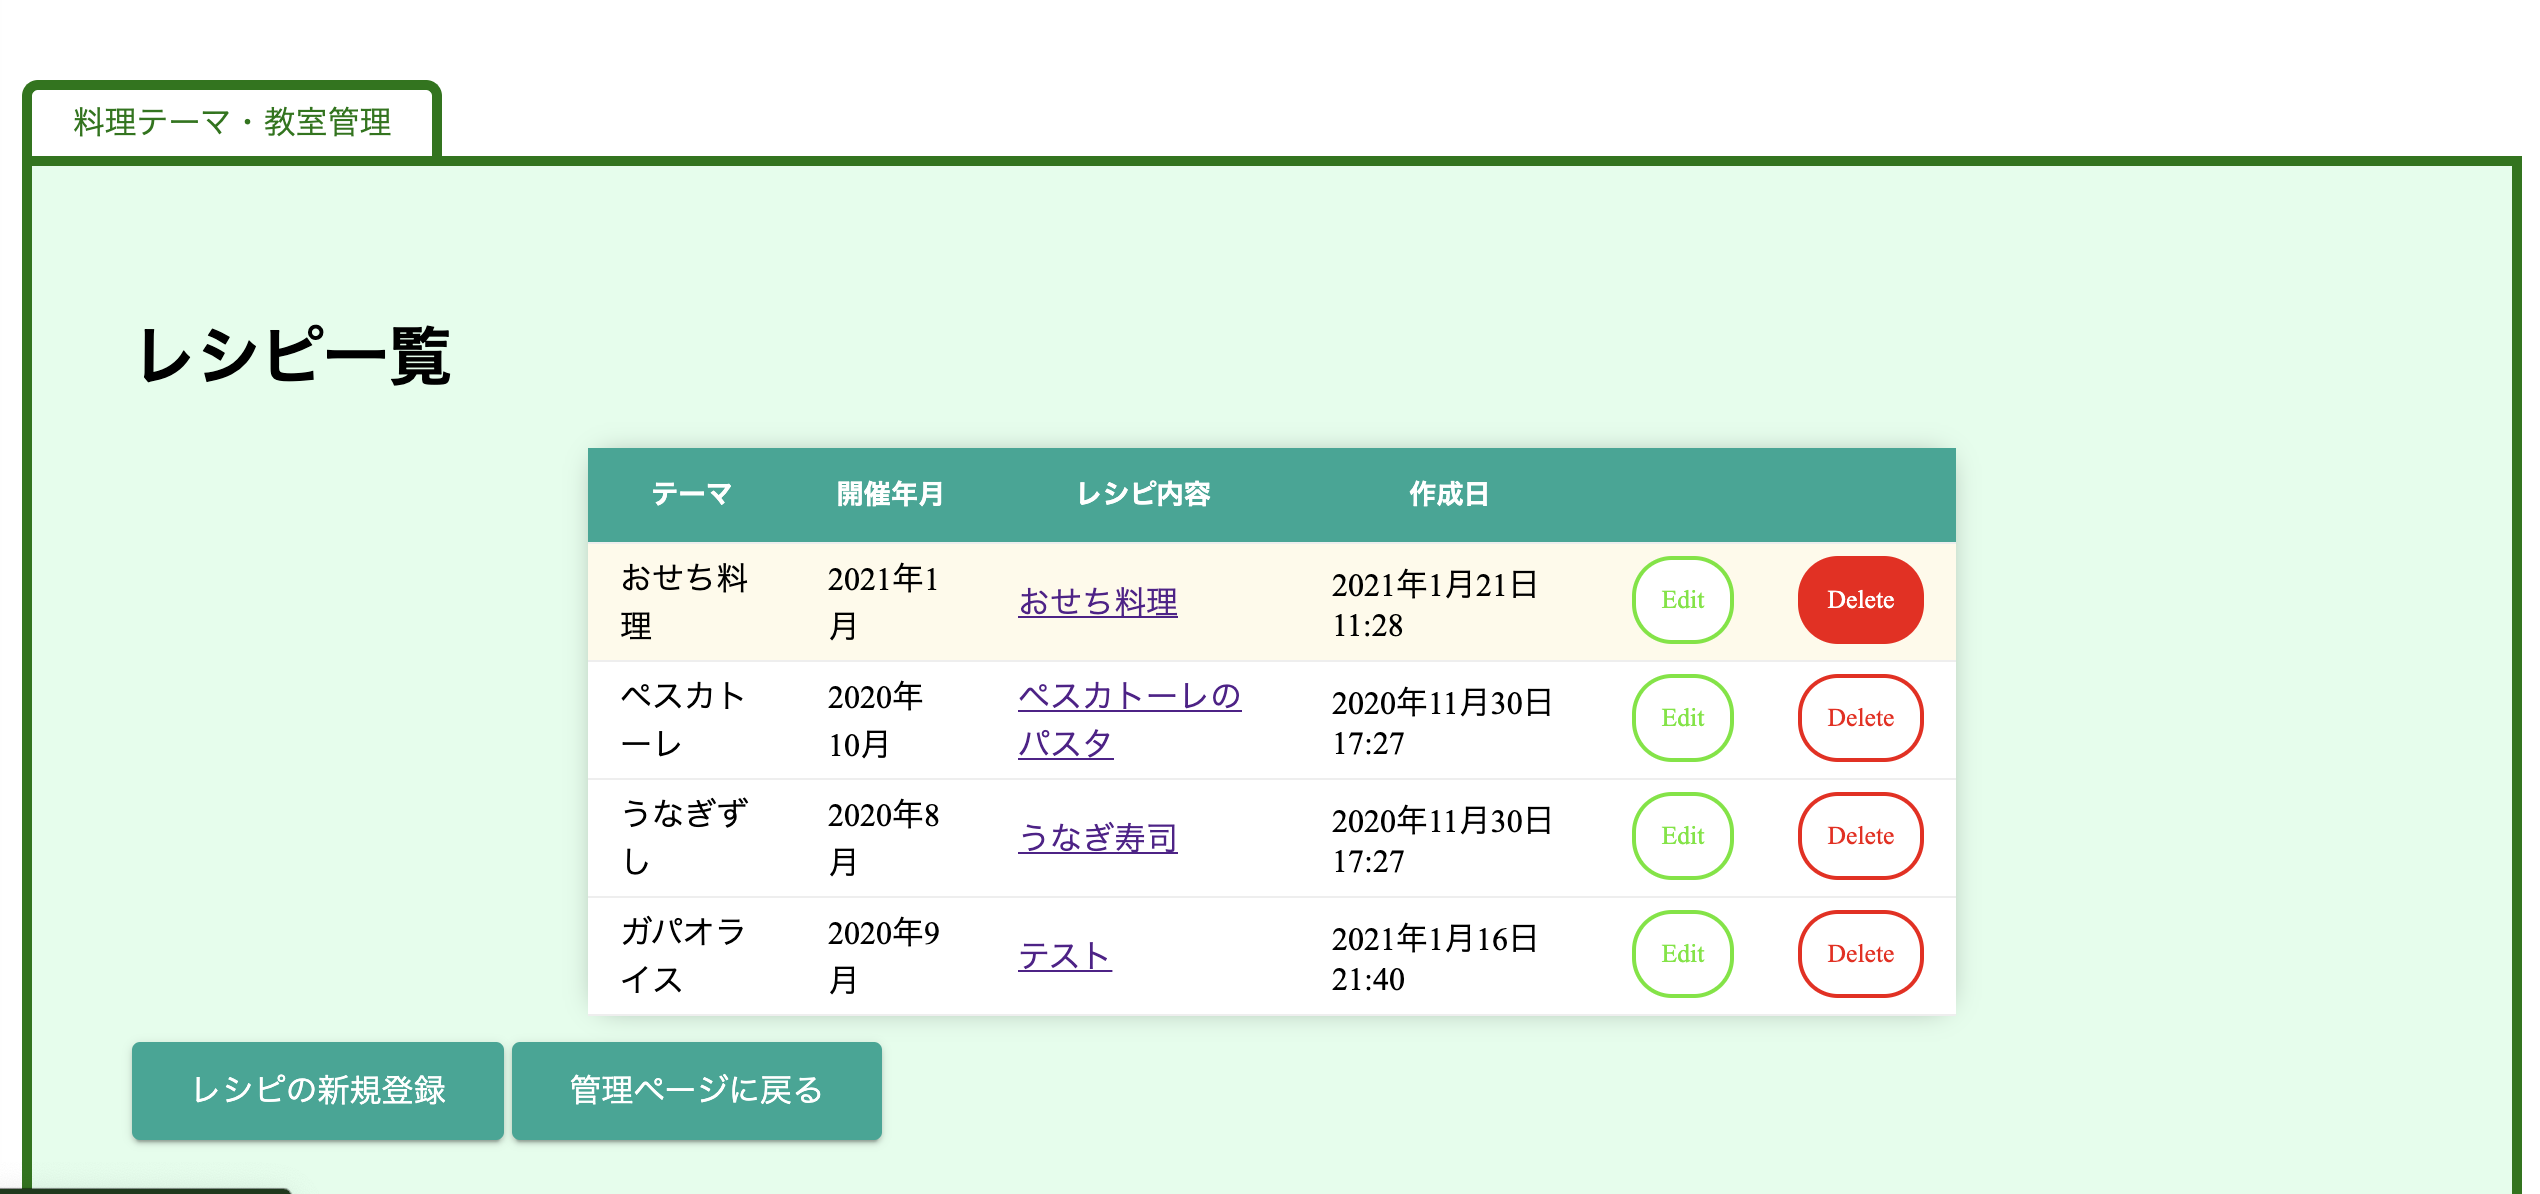 料理テーマ・教室管理
レシピ一覧
テーマ 開催年月 レシピ内容 作成日
おせち料
理
2021年1
月
おせち料理
2021年1月21日
11:28
Edit
Delete
ペスカト
ーレ
2020年
10月
ペスカトーレの
パスタ
2020年11月30日
17:27
Edit
Delete
うなぎず
し
2020年8
月
うなぎ寿司
2020年11月30日
17:27
Edit
Delete
ガパオラ
イス
2020年9
月
テスト
2021年1月16日
21:40
Edit
Delete
レシピの新規登録
管理ページに戻る